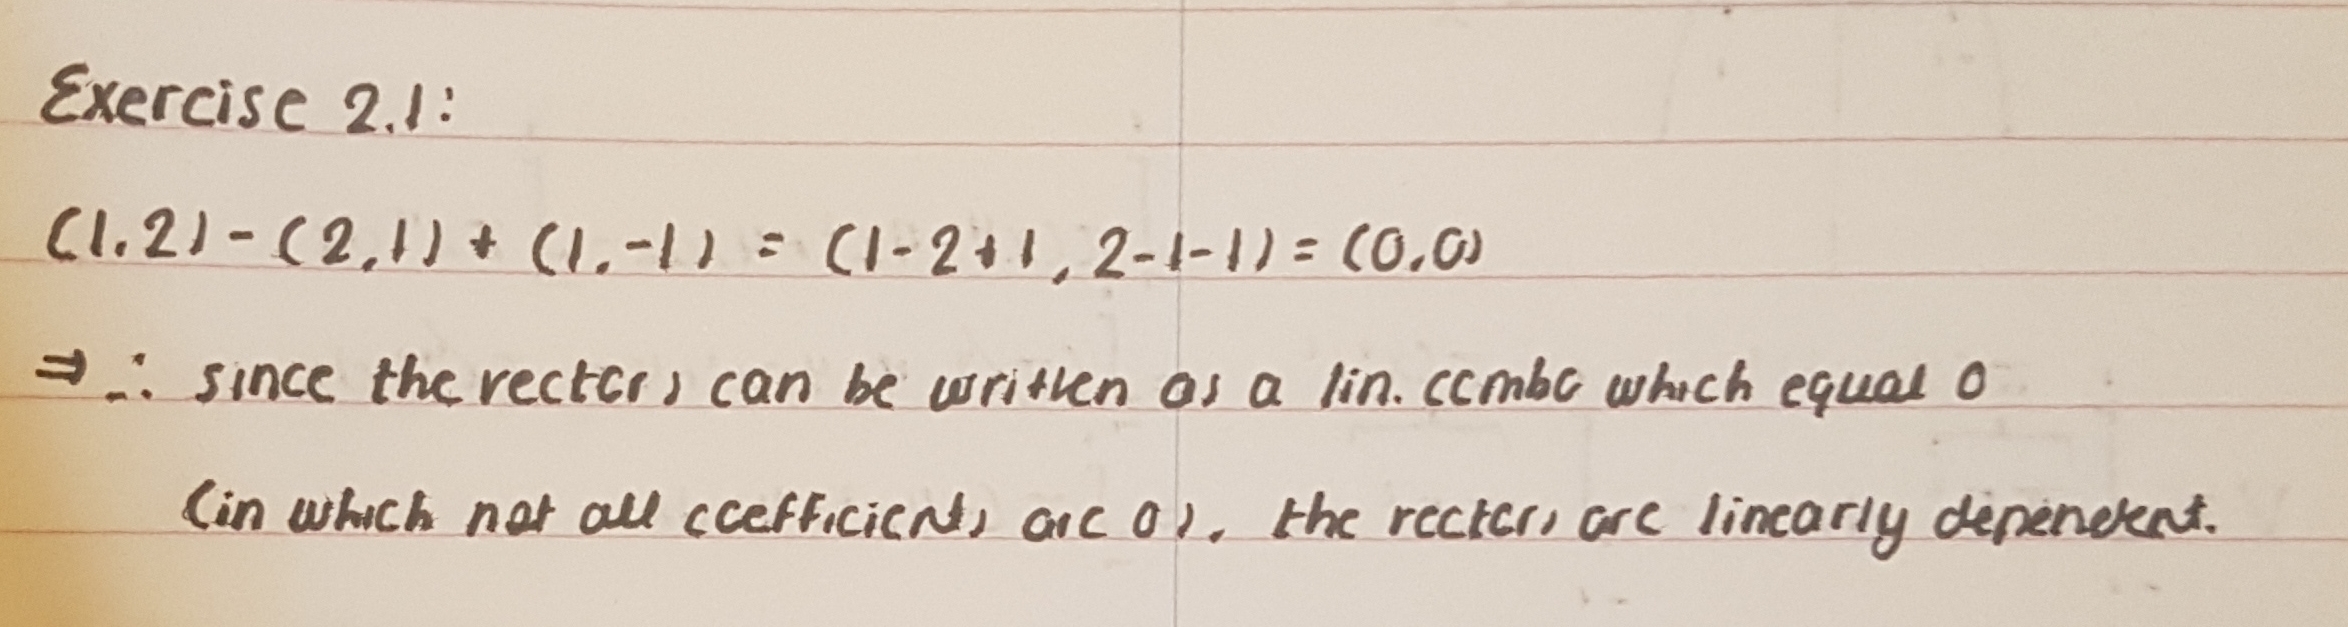 Exercise 2.1:
(1,2) - (2,1) + (1,-1) = (1-2+1, 2-1-1) = (0,0)
⇒ ∴ since the vectors can be written as a lin. combo which equal 0
(in which not all coefficients are 0), the vectors are linearly dependent.